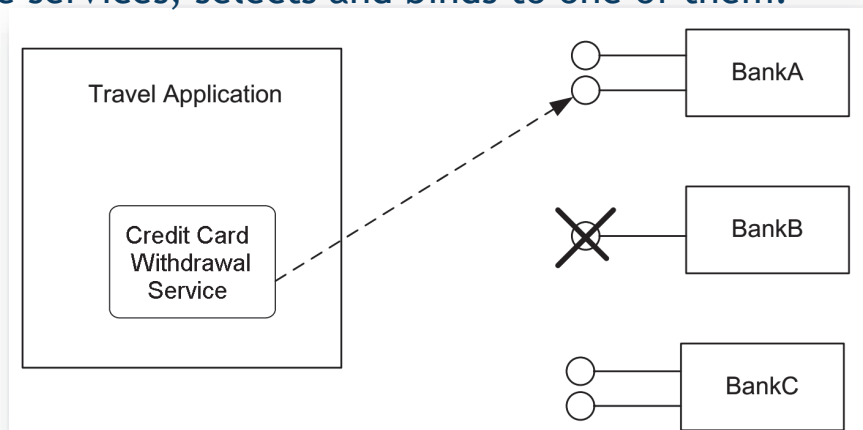 services, selects and binds to one of them.
Travel Application
BankA
Credit Card
Withdrawal
Service
BankB
BankC